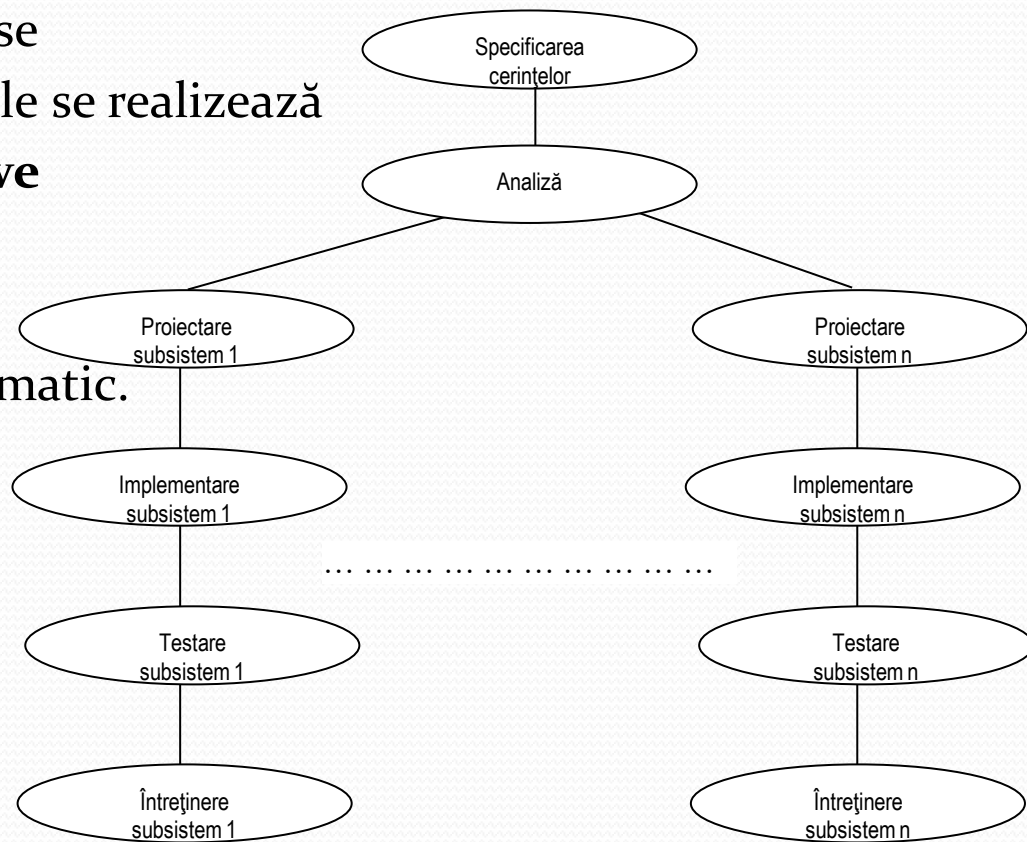 se
le se realizează
ve
matic.
Specificarea
cerinţelor
Analiză
Proiectare
subsistem 1
Proiectare
subsistem n
Implementare
subsistem 1
Implementare
subsistem n
... ... ... ... ... ... ... ... ... ...
Testare
subsistem 1
Testare
subsistem n
Întreţinere
subsistem 1
Întreţinere
subsistem n